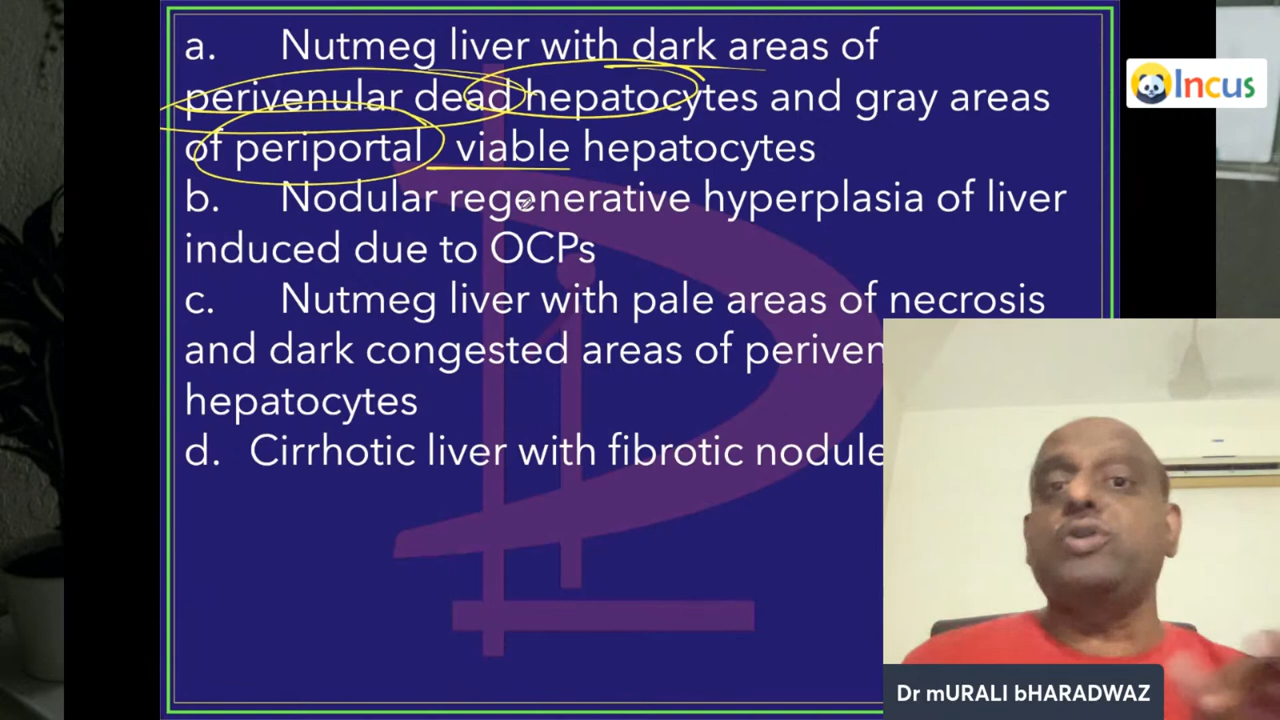 a. Nutmeg liver with dark areas of
perivenular dead hepatocytes and gray areas
of periportal viable hepatocytes
b. Nodular regenerative hyperplasia of liver
induced due to OCPs
c. Nutmeg liver with pale areas of necrosis
and dark congested areas of periven
hepatocytes
d. Cirrhotic liver with fibrotic nodule
Incus
Dr mURALI bHARADWAZ